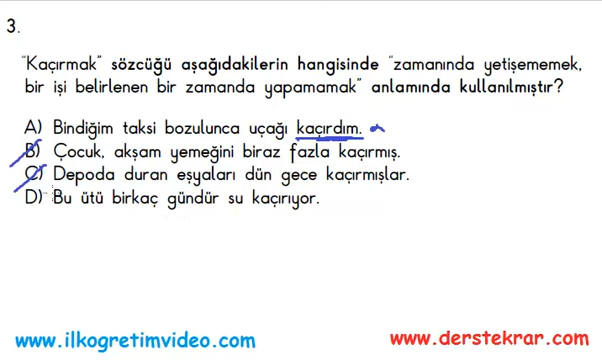 3.
"Kaçırmak" sözcüğü aşağıdakilerin hangisinde "zamanında yetişememek,
bir işi belirlenen bir zamanda yapamamak" anlamında kullanılmıştır?
A) Bindiğim taksi bozulunca uçağı kaçırdım.
B) Çocuk, akşam yemeğini biraz fazla kaçırmış.
C) Depoda duran eşyaları dün gece kaçırmışlar.
D) Bu ütü birkaç gündür su kaçırıyor.
www.ilkogretimvideo.com www.derstekrar.com